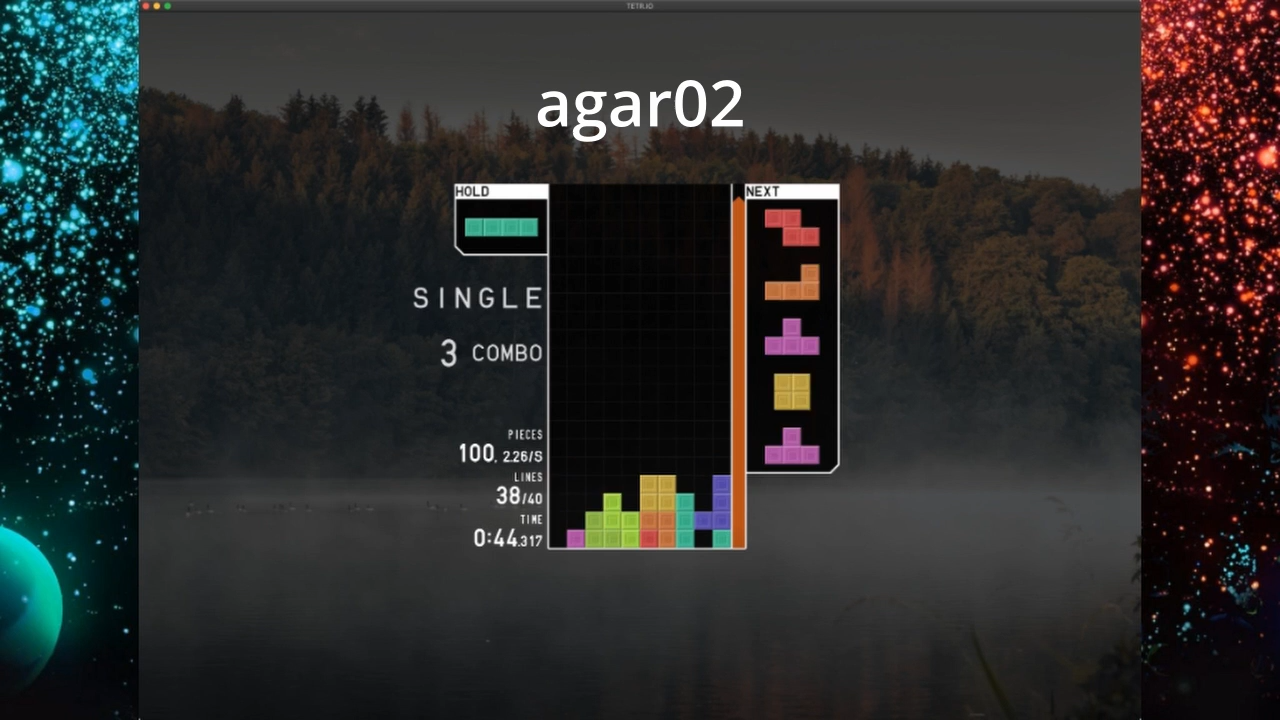 TETR.IO
agar02
HOLD
NEXT
SINGLE
3 COMBO
PIECES
100, 2.26/S
LINES
38/40
TIME
0:44.317